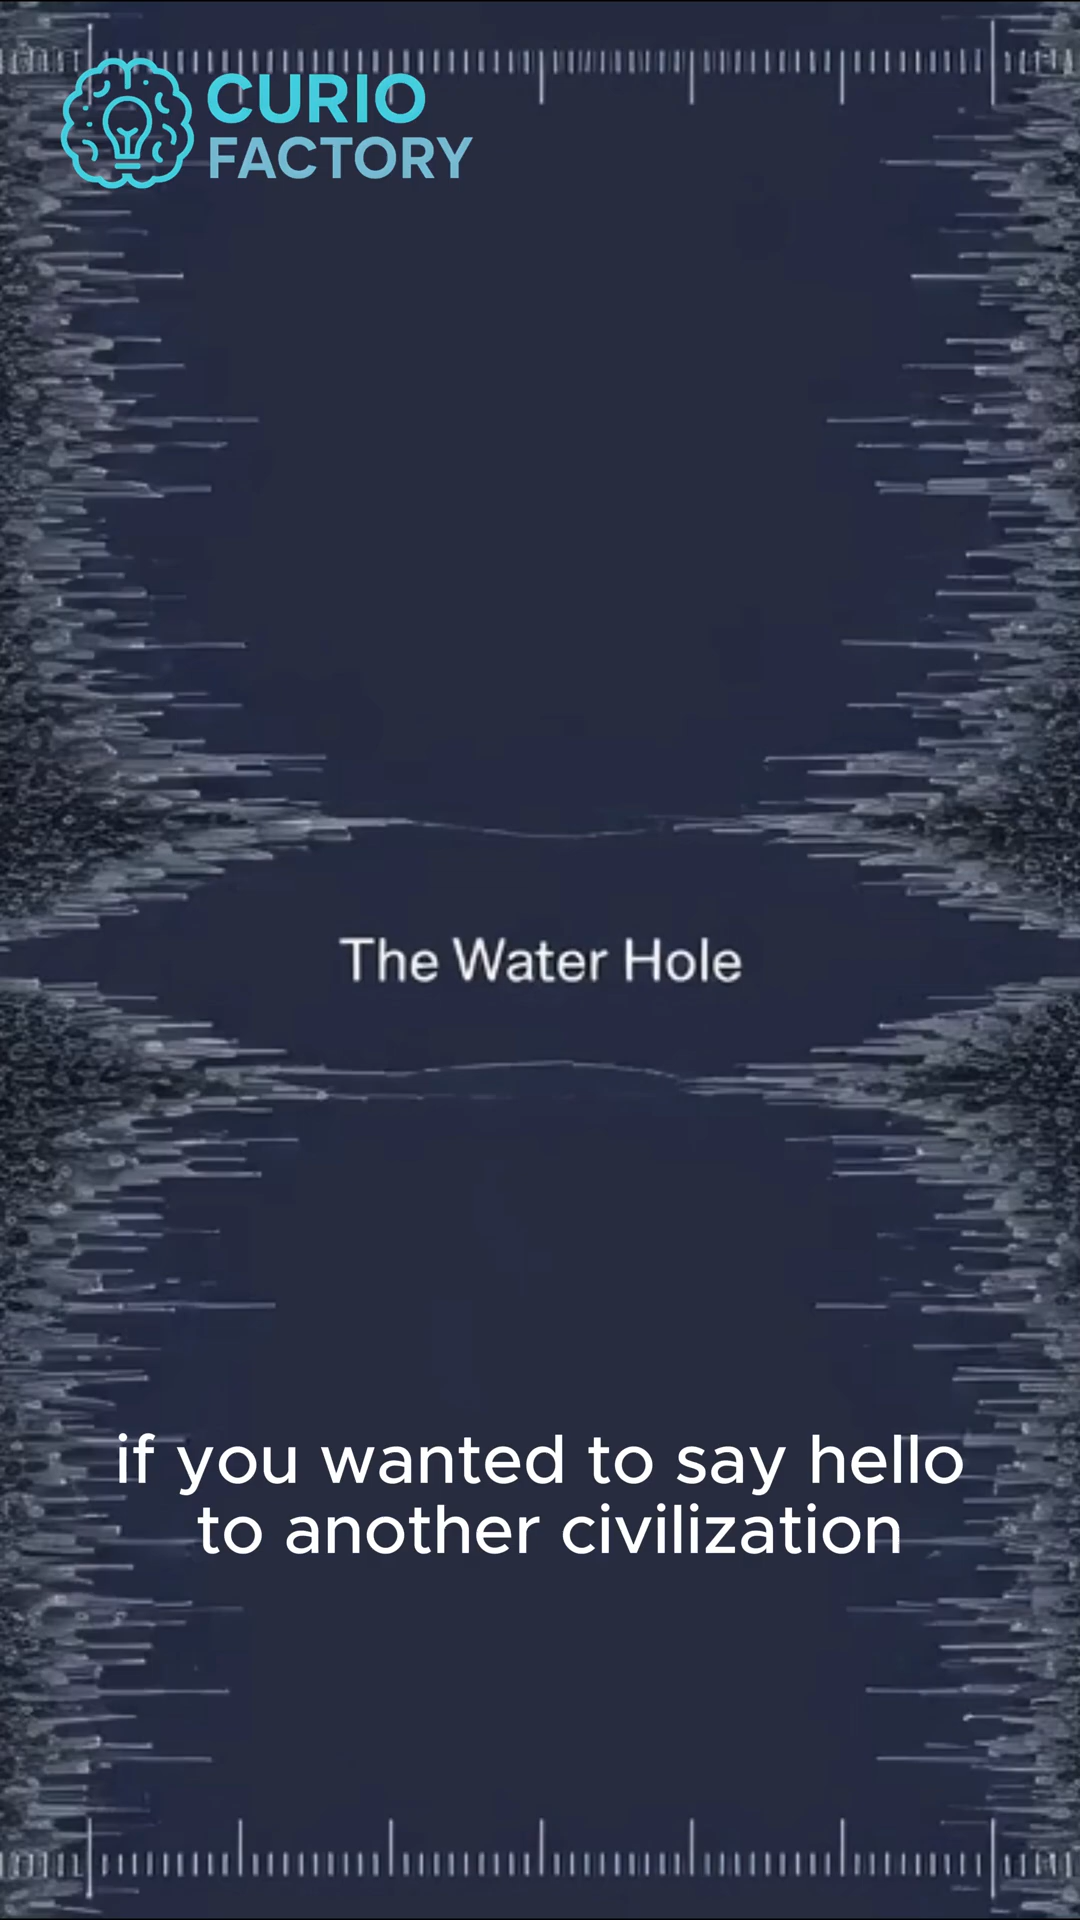 CURIO
FACTORY
The Water Hole
if you wanted to say hello
to another civilization